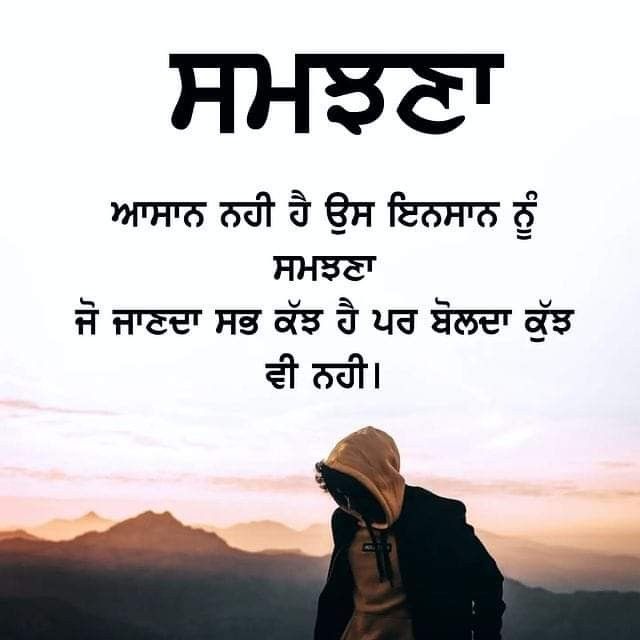 ਸਮਝਣਾ
ਆਸਾਨ ਨਹੀ ਹੈ ਉਸ ਇਨਸਾਨ ਨੂੰ
ਸਮਝਣਾ
ਜੋ ਜਾਣਦਾ ਸਭ ਕੱਝ ਹੈ ਪਰ ਬੋਲਦਾ ਕੁੱਝ
ਵੀ ਨਹੀ।